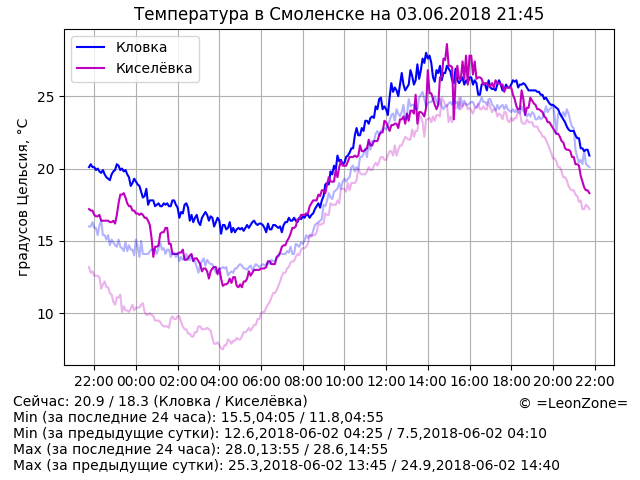 Температура в Смоленске на 03.06.2018 21:45
Кловка
Киселёвка
градусов Цельсия, °C
25
20
15
10
22:00 00:00 02:00 04:00 06:00 08:00 10:00 12:00 14:00 16:00 18:00 20:00 22:00
Сейчас: 20.9 / 18.3 (Кловка / Киселёвка)
© =LeonZone=
Min (за последние 24 часа): 15.5,04:05 / 11.8,04:55
Min (за предыдущие сутки): 12.6,2018-06-02 04:25 / 7.5,2018-06-02 04:10
Max (за последние 24 часа): 28.0,13:55 / 28.6,14:55
Max (за предыдущие сутки): 25.3,2018-06-02 13:45 / 24.9,2018-06-02 14:40